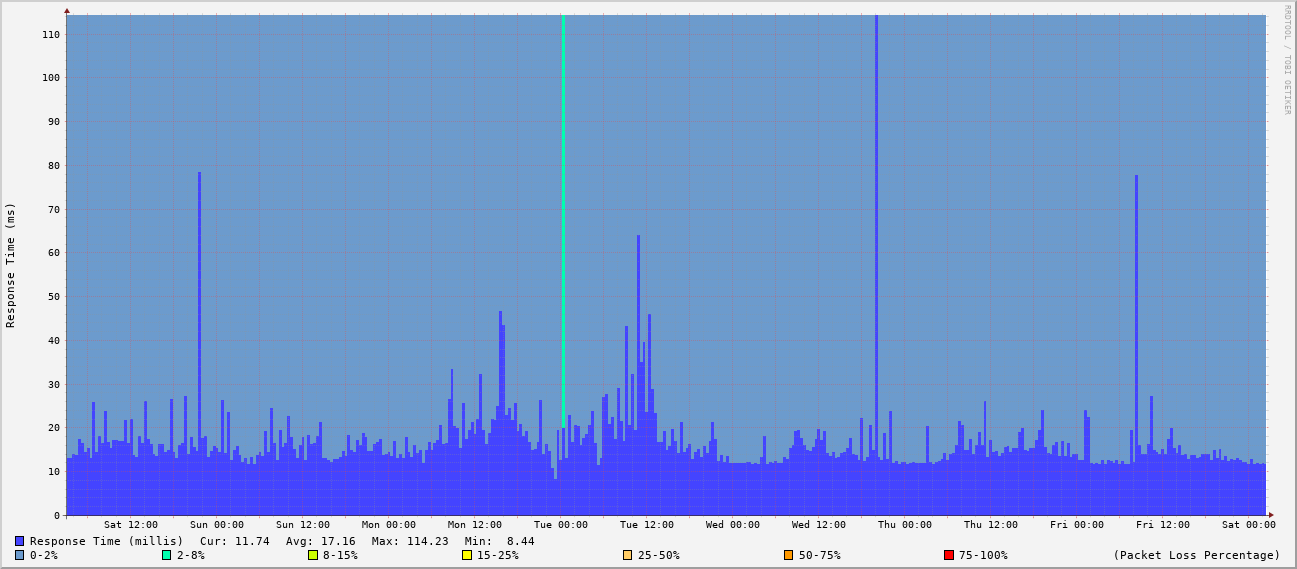 RRDTOOL / TOBI OETIKER
Response Time (ms)
110
100
90
80
70
60
50
40
30
20
10
0
Sat 12:00 Sun 00:00 Sun 12:00 Mon 00:00 Mon 12:00 Tue 00:00 Tue 12:00 Wed 00:00 Wed 12:00 Thu 00:00 Thu 12:00 Fri 00:00 Fri 12:00 Sat 00:00
Response Time (millis) Cur: 11.74 Avg: 17.16 Max: 114.23 Min: 8.44
0-2% 2-8% 8-15% 15-25% 25-50% 50-75% 75-100% (Packet Loss Percentage)